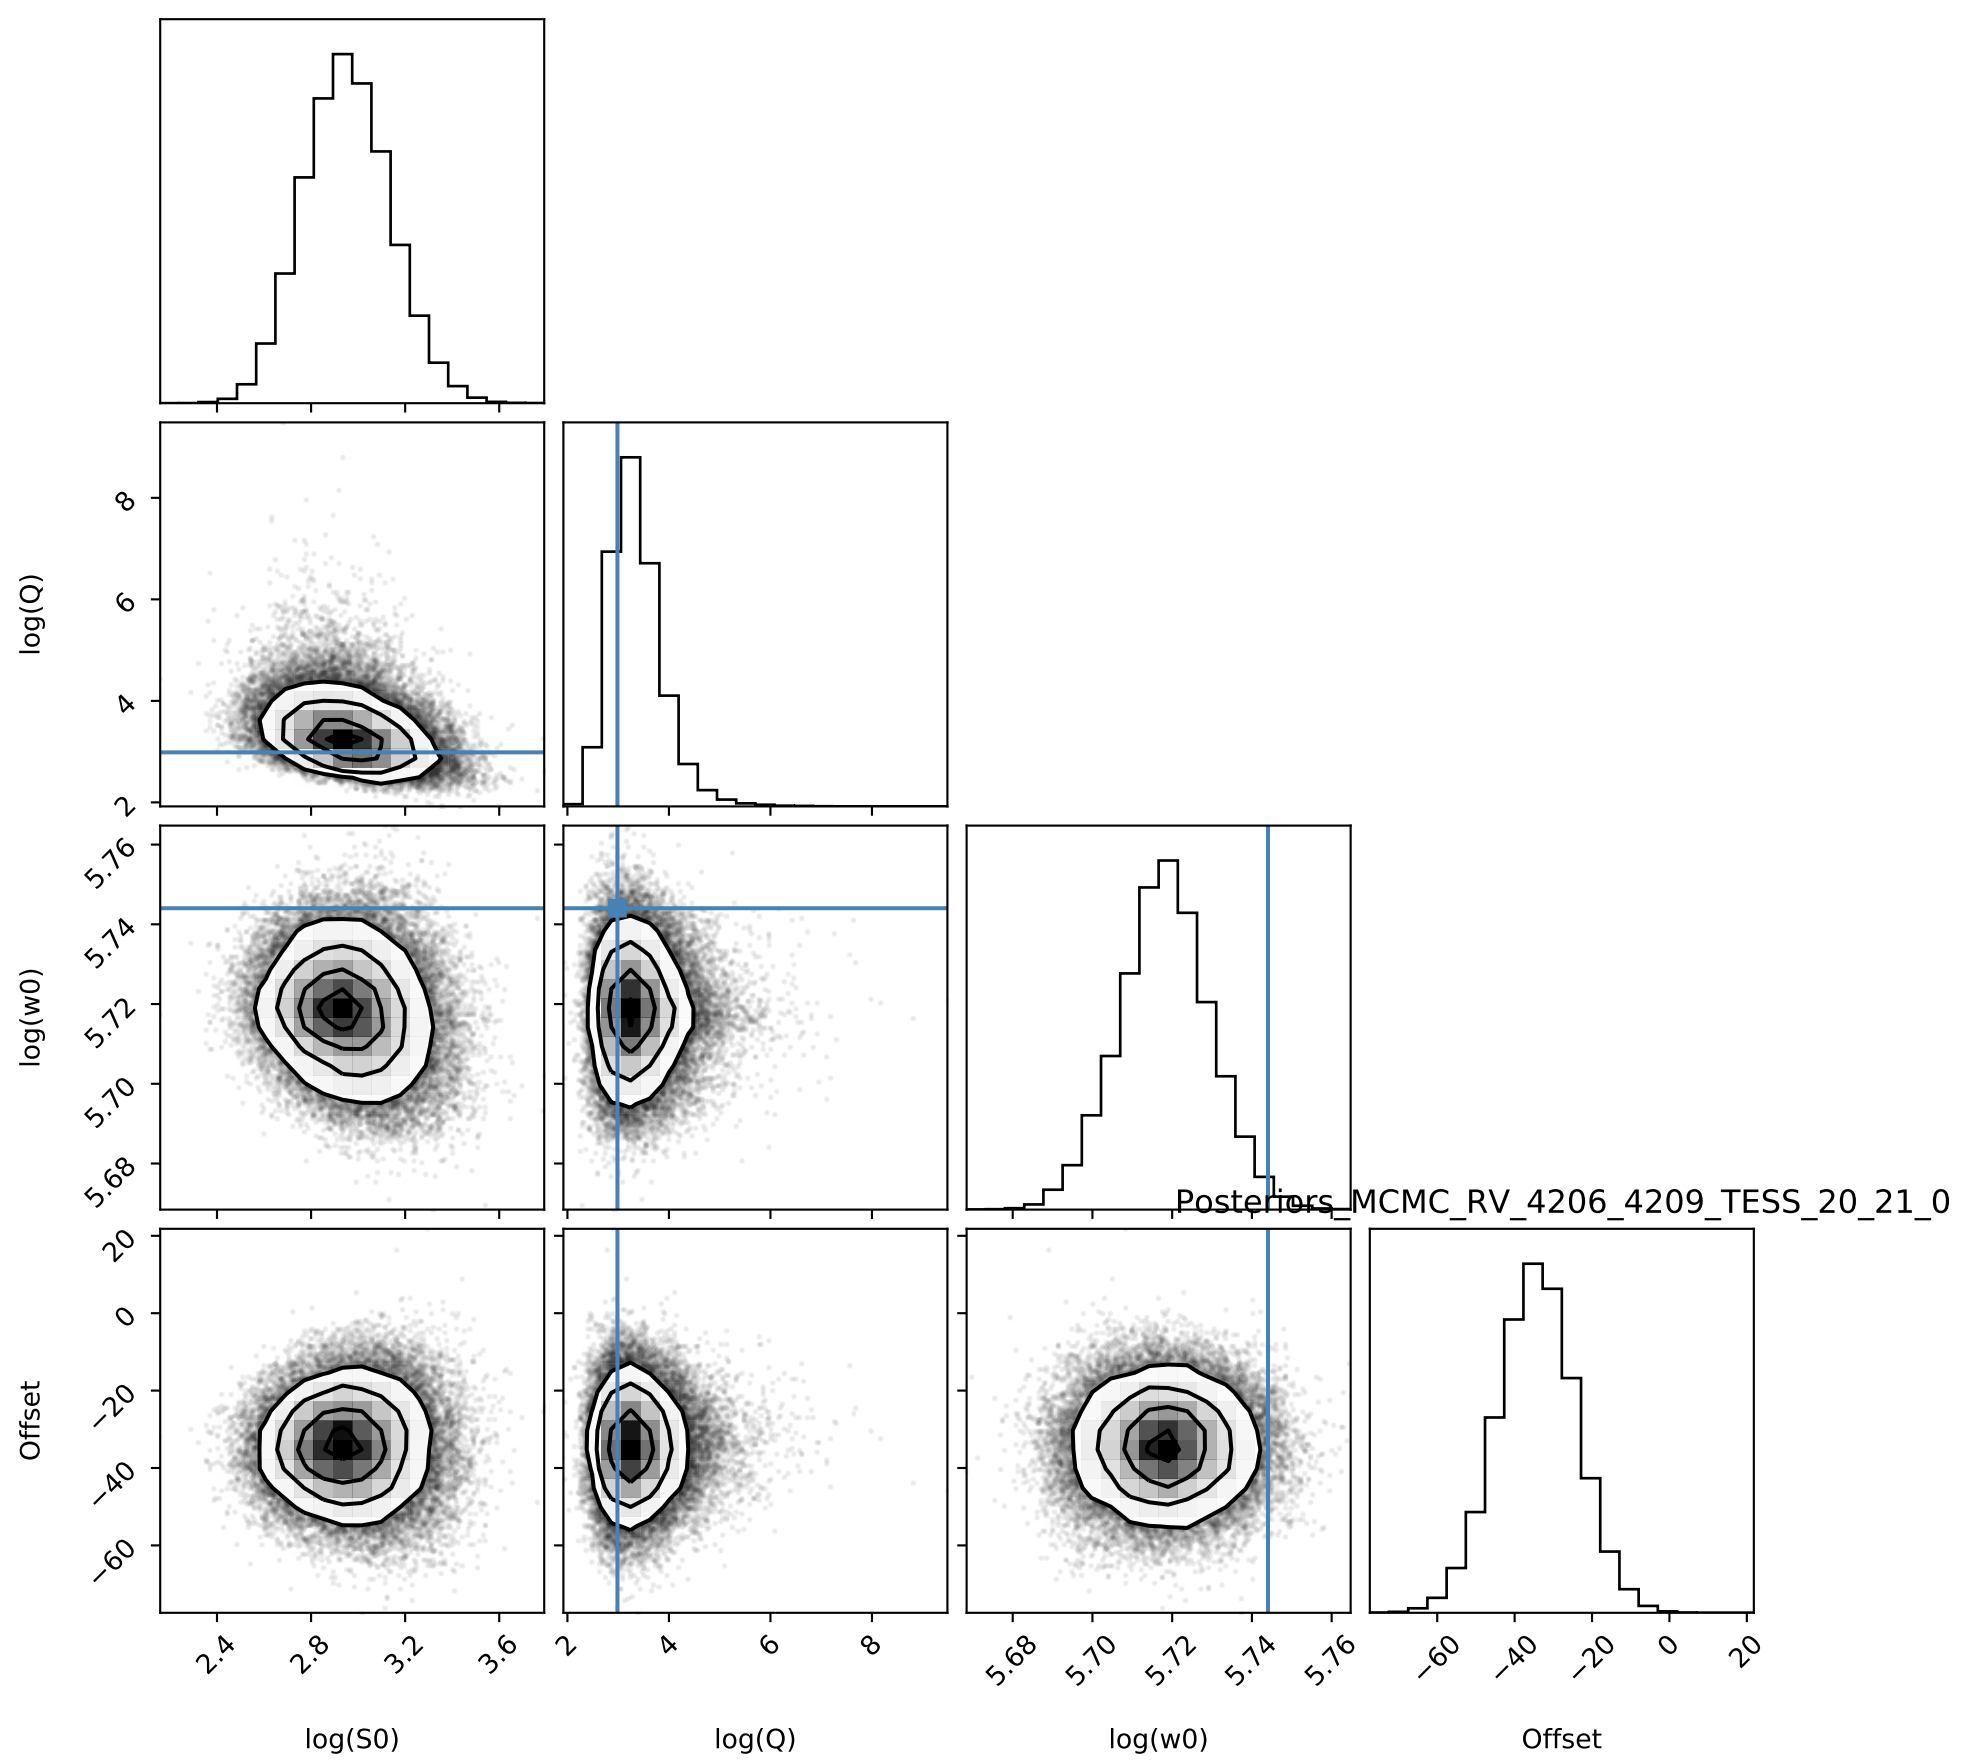 log(Q)
8
6
4
2
log(w0)
5.76
5.74
5.72
5.70
5.68
Posteriors_MCMC_RV_4206_4209_TESS_20_21_0
Offset
20
0
−20
−40
−60
2.4 2.8 3.2 3.6 2 4 6 8 5.68 5.70 5.72 5.74 5.76 −60 −40 −20 0 20
log(S0) log(Q) log(w0) Offset